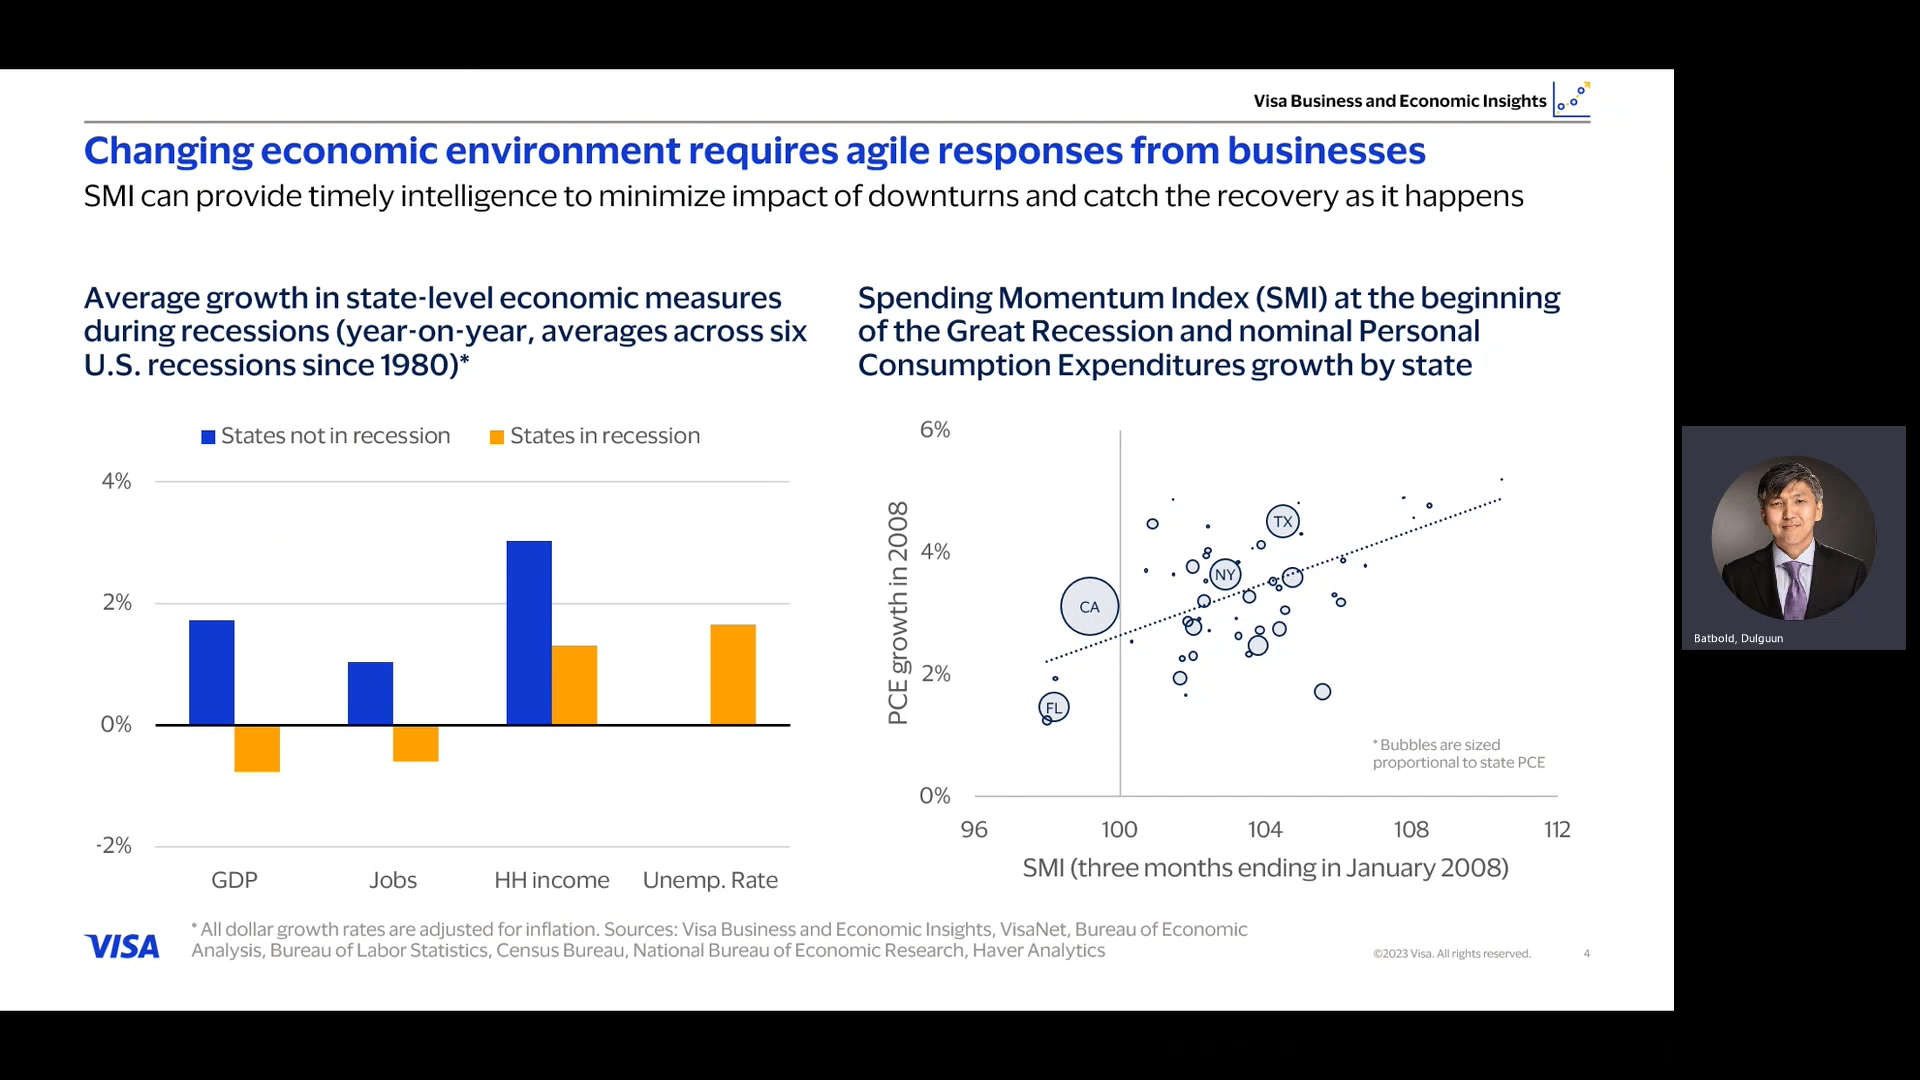 Visa Business and Economic Insights
Changing economic environment requires agile responses from businesses
SMI can provide timely intelligence to minimize impact of downturns and catch the recovery as it happens
Average growth in state-level economic measures
during recessions (year-on-year, averages across six
U.S. recessions since 1980)*
States not in recession
States in recession
4%
2%
0%
-2%
GDP
Jobs
HH income
Unemp. Rate
Spending Momentum Index (SMI) at the beginning
of the Great Recession and nominal Personal
Consumption Expenditures growth by state
PCE growth in 2008
6%
4%
2%
0%
TX
NY
CA
FL
* Bubbles are sized
proportional to state PCE
96
100
104
108
112
SMI (three months ending in January 2008)
VISA
* All dollar growth rates are adjusted for inflation. Sources: Visa Business and Economic Insights, VisaNet, Bureau of Economic
Analysis, Bureau of Labor Statistics, Census Bureau, National Bureau of Economic Research, Haver Analytics
©2023 Visa. All rights reserved.
4
Batbold, Dulguun